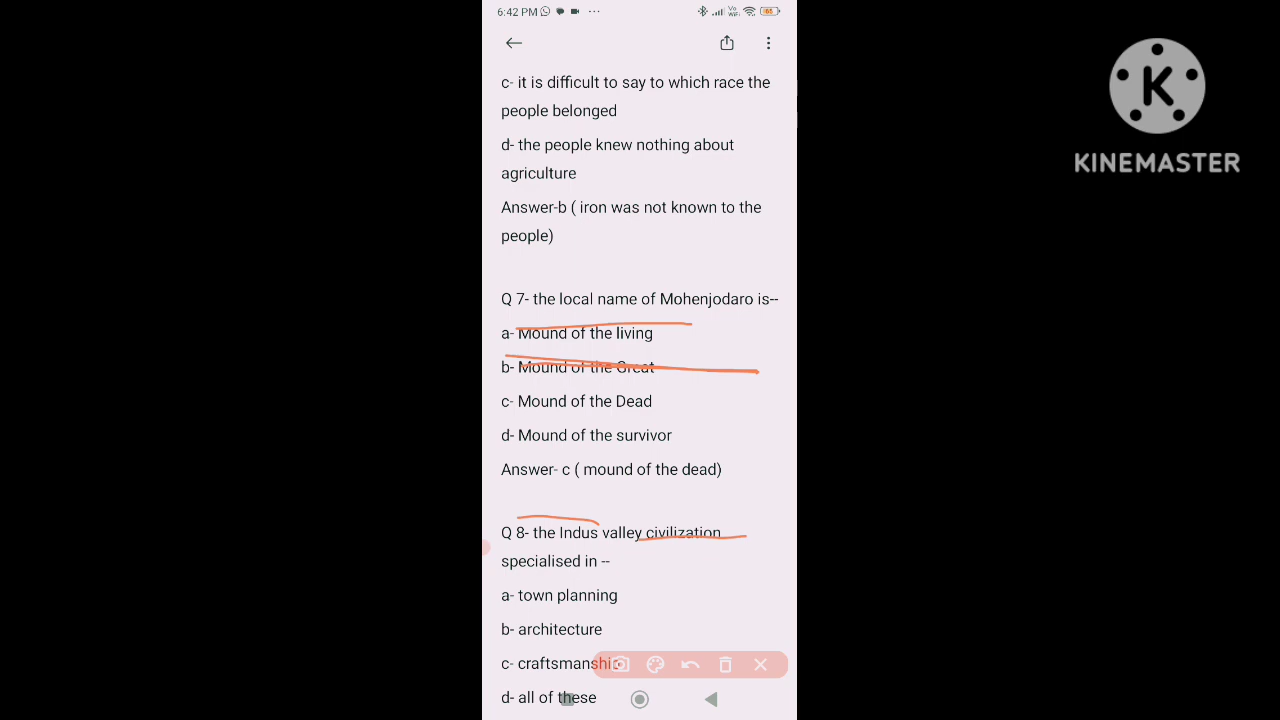 6:42 PM
Vo
WiFi
65
c- it is difficult to say to which race the
people belonged
d- the people knew nothing about
agriculture
Answer-b ( iron was not known to the
people)
Q 7- the local name of Mohenjodaro is--
a- Mound of the living
b- Mound of the Great
c- Mound of the Dead
d- Mound of the survivor
Answer- c ( mound of the dead)
Q 8- the Indus valley civilization
specialised in --
a- town planning
b- architecture
c- craftsmanship
d- all of these
K
KINEMASTER